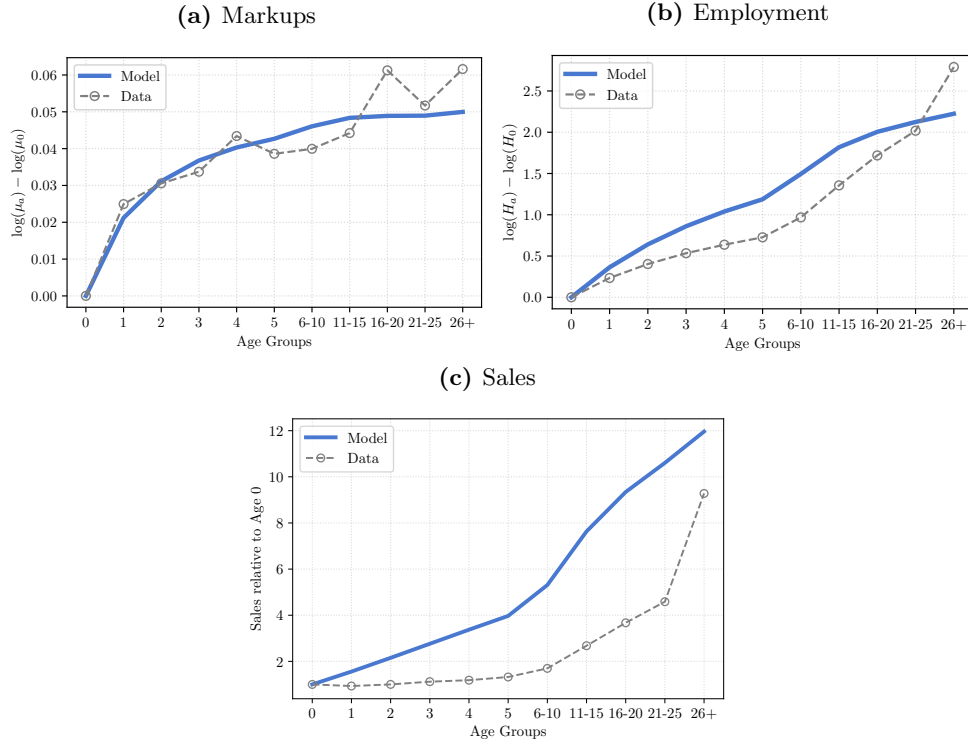 (a) Markups
log(μₐ) − log(μ₀)
0.06
0.05
0.04
0.03
0.02
0.01
0.00
Model
Data
0 1 2 3 4 5 6-10 11-15 16-20 21-25 26+
Age Groups
(b) Employment
log(Hₐ) − log(H₀)
2.5
2.0
1.5
1.0
0.5
0.0
Model
Data
0 1 2 3 4 5 6-10 11-15 16-20 21-25 26+
Age Groups
(c) Sales
Sales relative to Age 0
12
10
8
6
4
2
Model
Data
0 1 2 3 4 5 6-10 11-15 16-20 21-25 26+
Age Groups